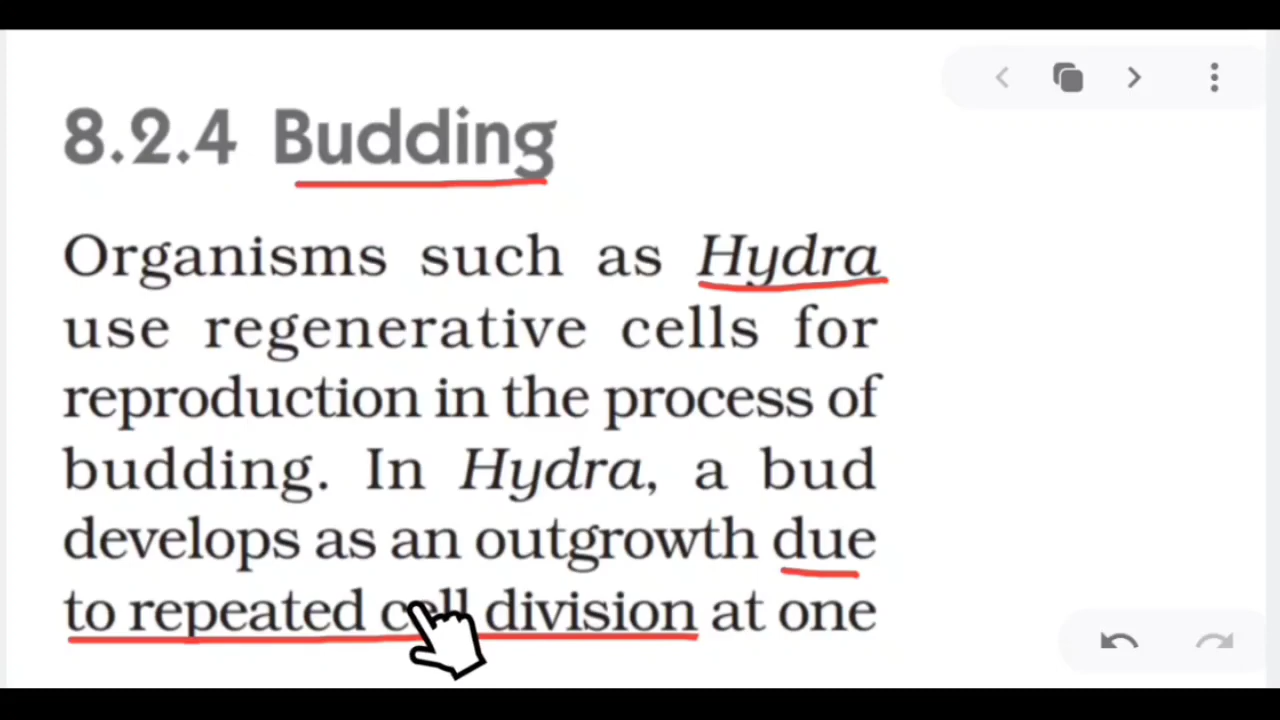 8.2.4 Budding
Organisms such as Hydra
use regenerative cells for
reproduction in the process of
budding. In Hydra, a bud
develops as an outgrowth due
to repeated cell division at one